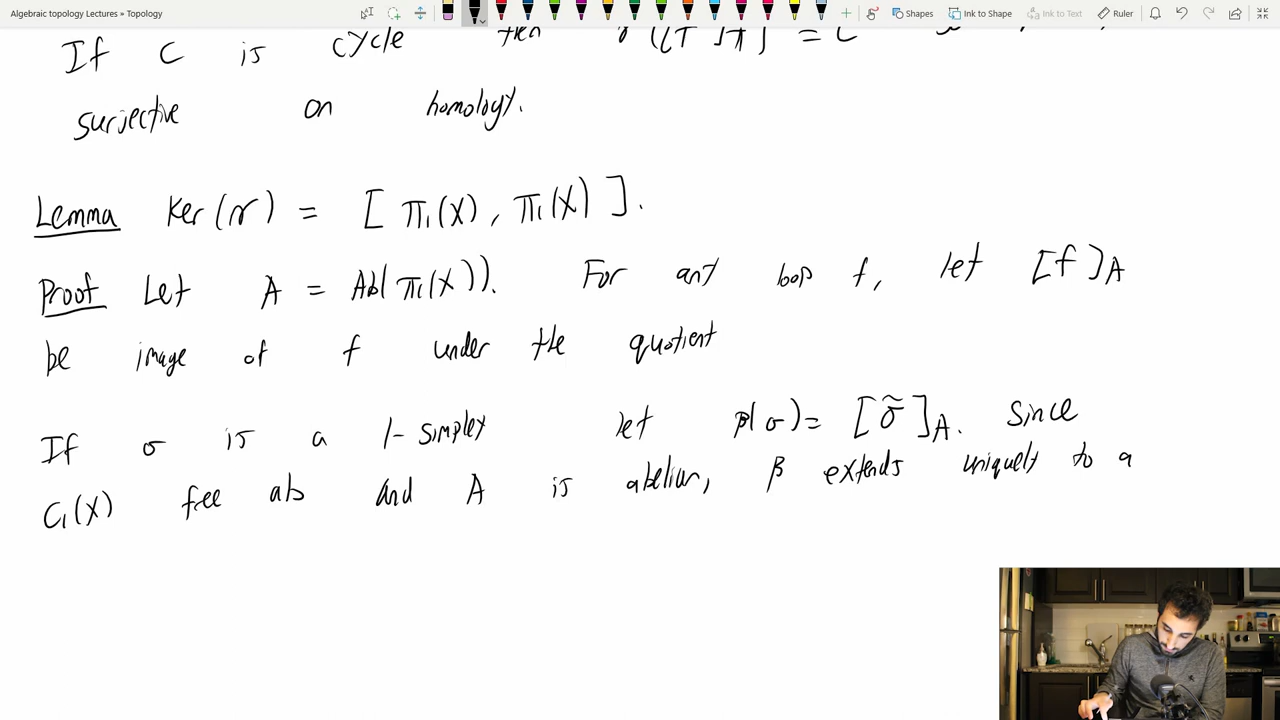 Algebraic topology Lectures » Topology
Shapes Ink to Shape Ink to Text Ruler
If C is cycle then = C
surjective on homology.
Lemma Ker(γ) = [ π₁(X), π₁(X) ].
Proof Let A = Ab(π₁(X)). For any loop f, let [f]A
be image of f under the quotient
If σ is a 1-simplex let β(σ) = [σ̃]A. Since
C₁(X) free ab and A is abelian, β extends uniquely to a